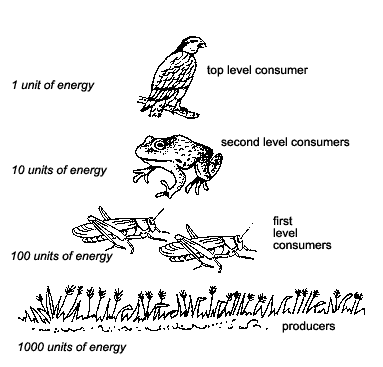 top level consumer
1 unit of energy
second level consumers
10 units of energy
first
level
consumers
100 units of energy
producers
1000 units of energy